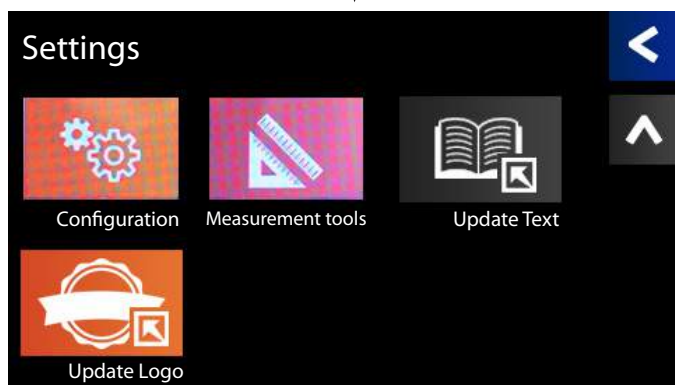 Settings
Configuration
Measurement tools
Update Text
Update Logo